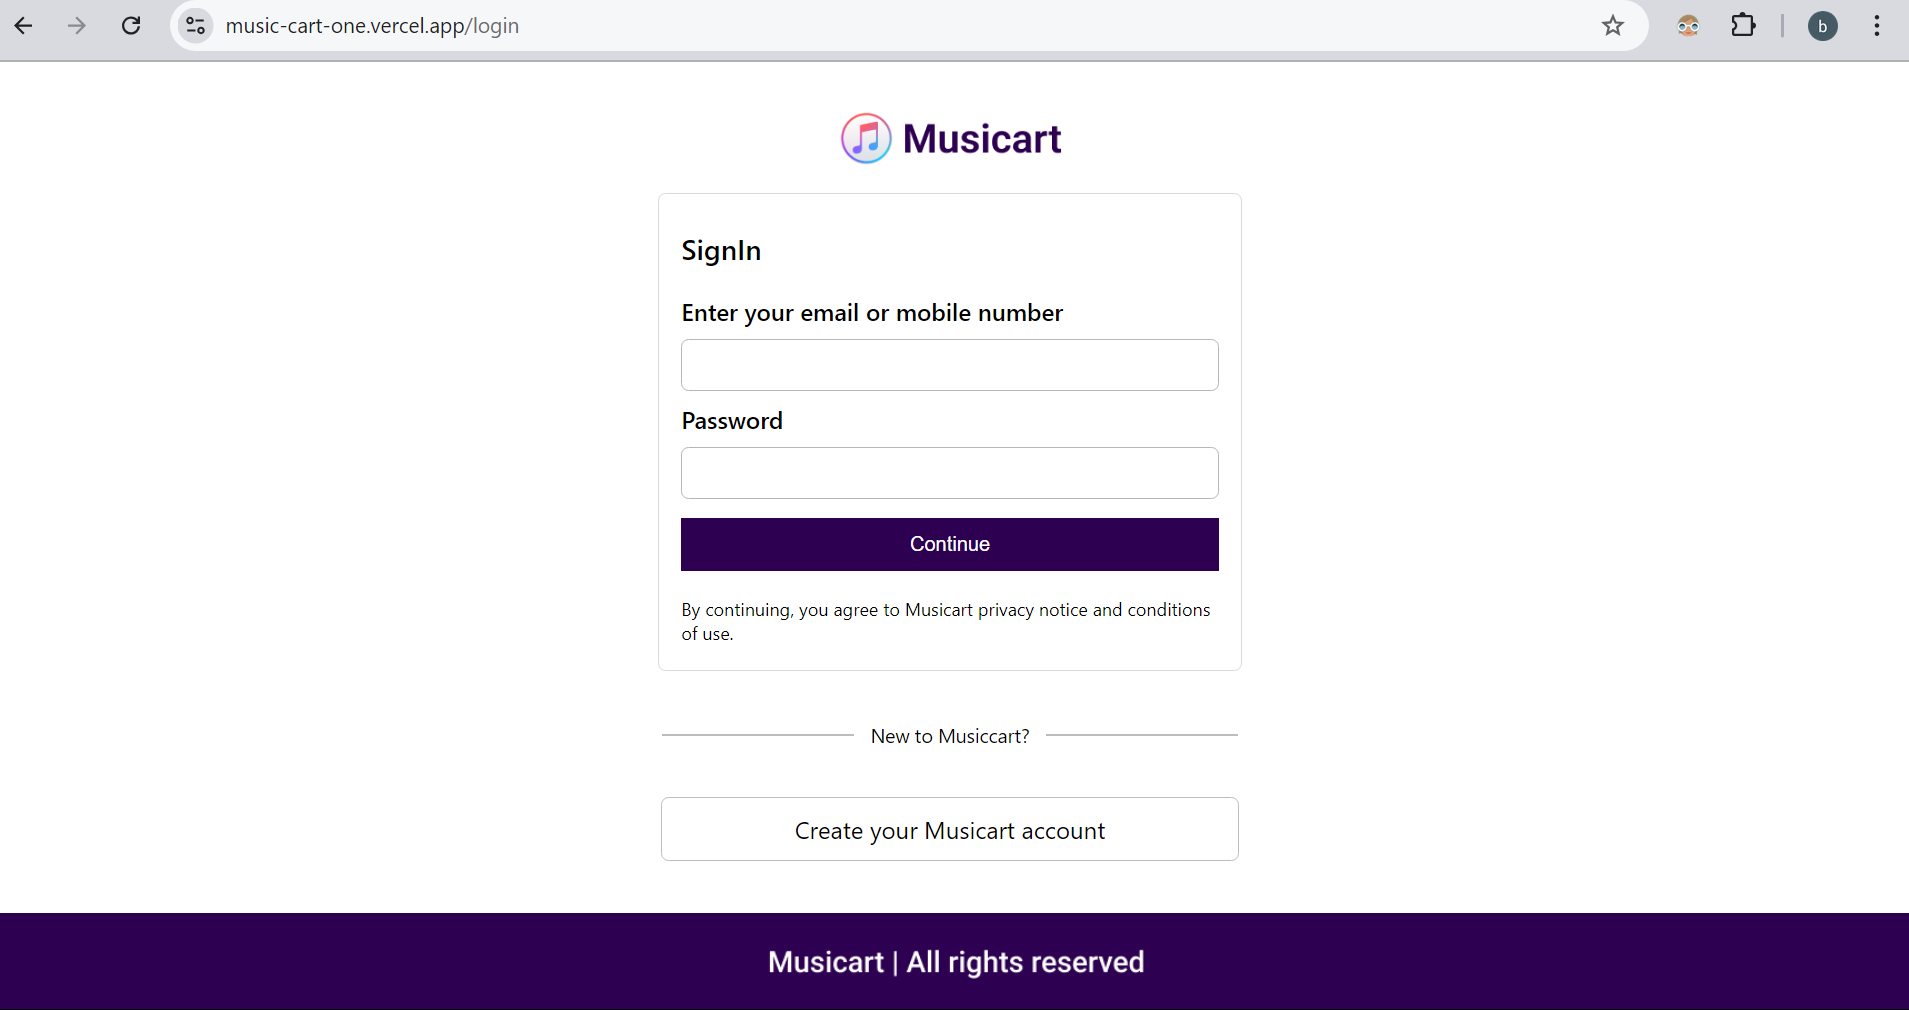 music-cart-one.vercel.app/login
b
Musicart
SignIn
Enter your email or mobile number
Password
Continue
By continuing, you agree to Musicart privacy notice and conditions
of use.
New to Musiccart?
Create your Musicart account
Musicart | All rights reserved